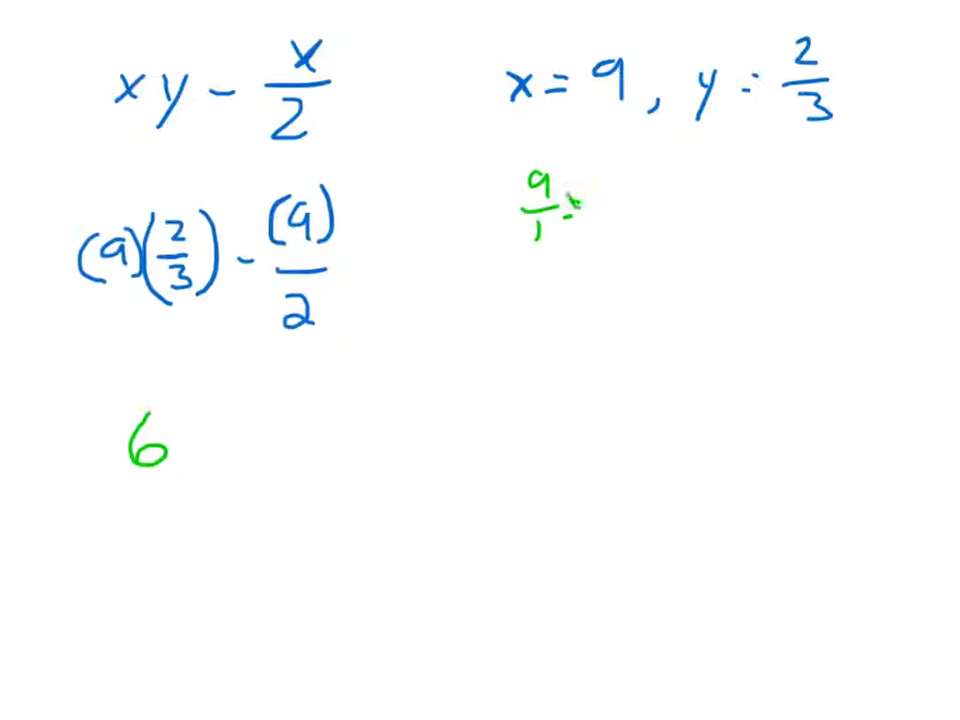 xy - x/2
x = 9, y = 2/3
9/1 =
(9)(2/3) - (9)/2
6